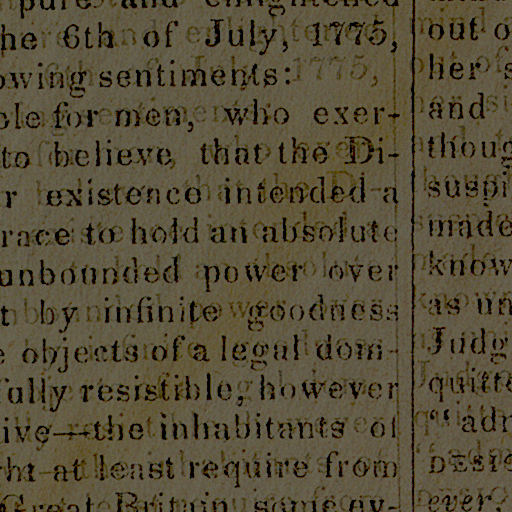 pure and enlightened
he 6th of July, 1775,
owing sentiments:
ble for men, who exer-
to believe, that the Di-
r existence intended a
race to hold an absolute
unbounded power over
t by infinite goodness
e objects of a legal dom-
fully resistible, however
ive—the inhabitants of
ht at least require from
Great Britain some ev-
out o
her s
and
thoug
suspi
made
know
as un
Judg
quitte
"adr
besie
ever.